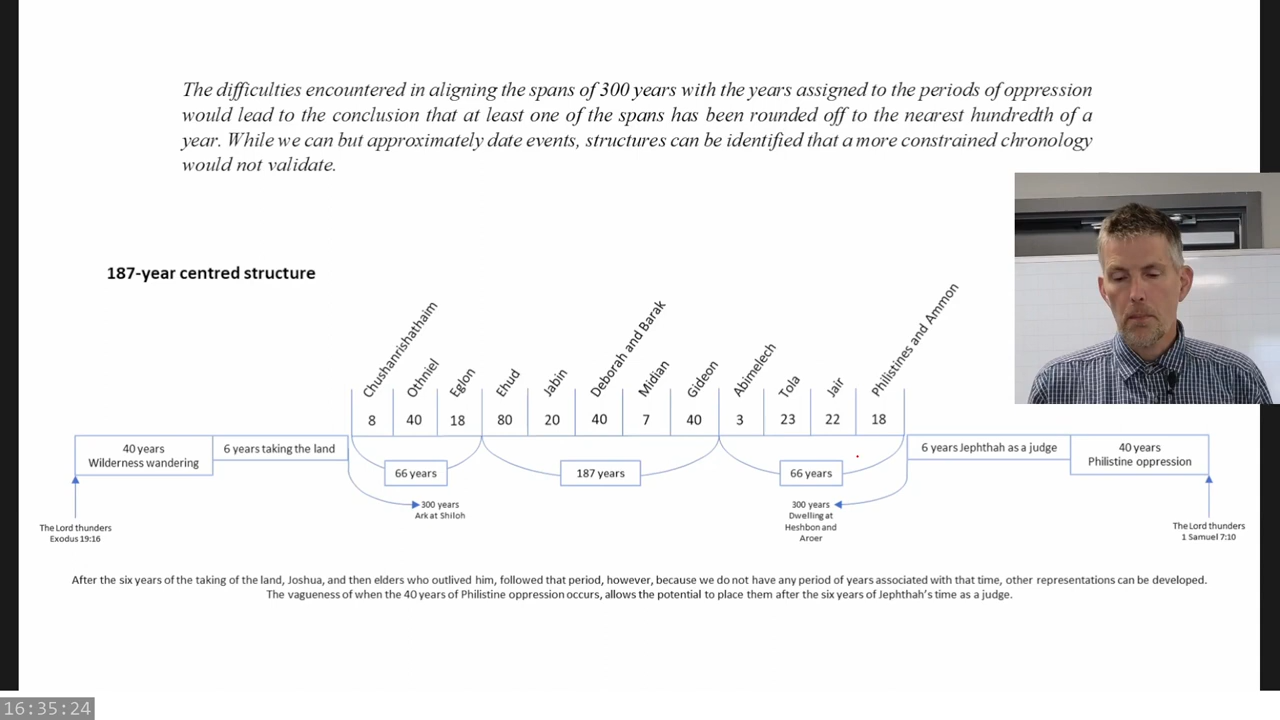 The difficulties encountered in aligning the spans of 300 years with the years assigned to the periods of oppression
would lead to the conclusion that at least one of the spans has been rounded off to the nearest hundredth of a
year. While we can but approximately date events, structures can be identified that a more constrained chronology
would not validate.
187-year centred structure
Chushanrishathaim
Othniel
Eglon
Ehud
Jabin
Deborah and Barak
Midian
Gideon
Abimelech
Tola
Jair
Philistines and Ammon
8 40 18 80 20 40 7 40 3 23 22 18
40 years
Wilderness wandering
6 years taking the land
66 years
187 years
66 years
6 years Jephthah as a judge
40 years
Philistine oppression
300 years
Ark at Shiloh
300 years
Dwelling at
Heshbon and
Aroer
The Lord thunders
Exodus 19:16
The Lord thunders
1 Samuel 7:10
After the six years of the taking of the land, Joshua, and then elders who outlived him, followed that period, however, because we do not have any period of years associated with that time, other representations can be developed.
The vagueness of when the 40 years of Philistine oppression occurs, allows the potential to place them after the six years of Jephthah's time as a judge.
16:35:24